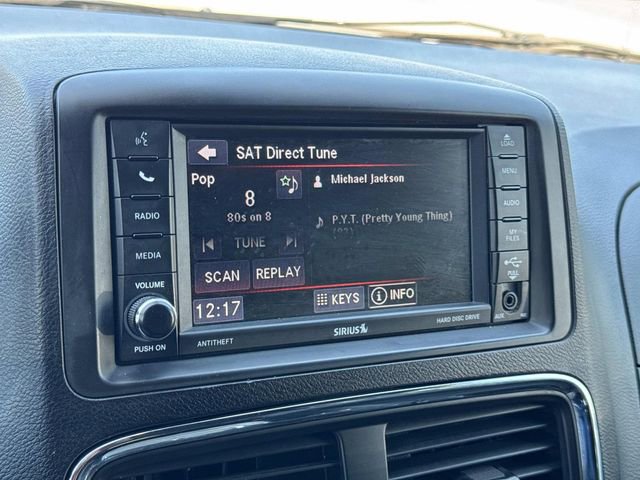 SAT Direct Tune
Pop
8
80s on 8
Michael Jackson
P.Y.T. (Pretty Young Thing)
(82)
TUNE
SCAN
REPLAY
12:17
KEYS
INFO
RADIO
MEDIA
VOLUME
PUSH ON
ANTITHEFT
SIRIUS
HARD DISC DRIVE
LOAD
MENU
AUDIO
MY
FILES
PULL
AUX